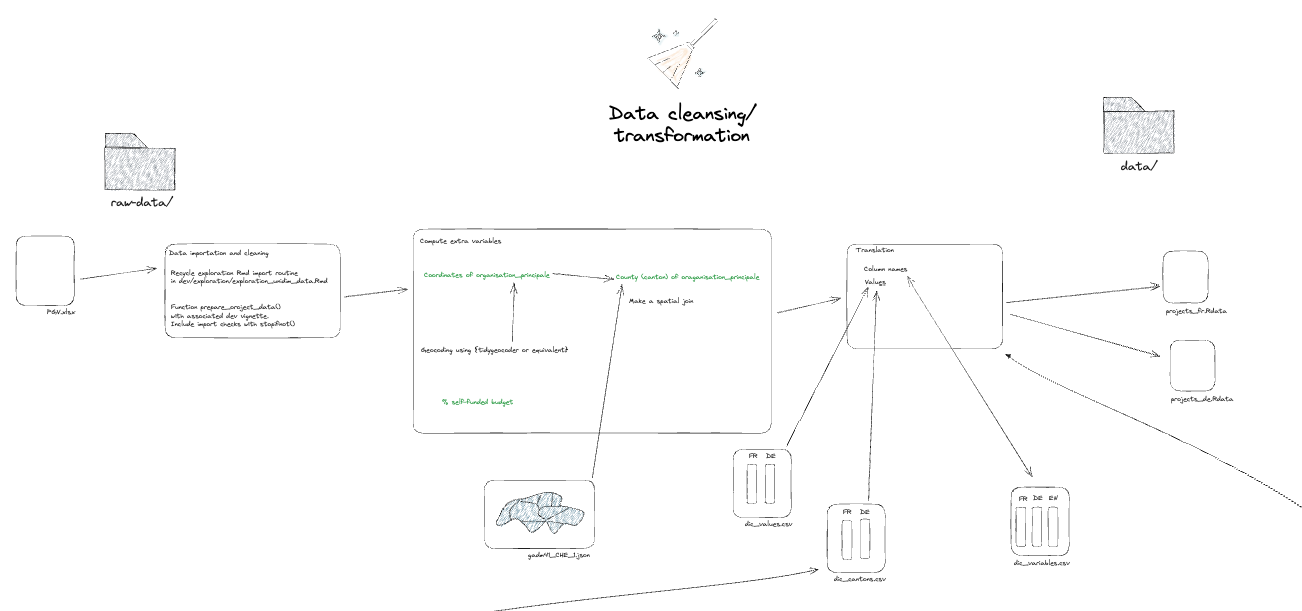 Data cleansing/
transformation
raw-data/
data/
PGV.xlsx
Data importation and cleaning
Recycle exploration Rmd import routine
in dev/exploration/exploration_unidim_data.Rmd
Function prepare_project_data()
with associated dev vignette.
Include import checks with stopifnot()
Compute extra variables
Coordinates of organisation_principale
County (canton) of oraganisation_principale
Make a spatial join
Geocoding using {tidygeocoder or equivalent}
% self-funded budget
gadm41_CHE_1.json
Translation
Column names
Values
FR DE
dic_values.csv
FR DE
dic_cantons.csv
FR DE EN
dic_variables.csv
projects_fr.Rdata
projects_de.Rdata